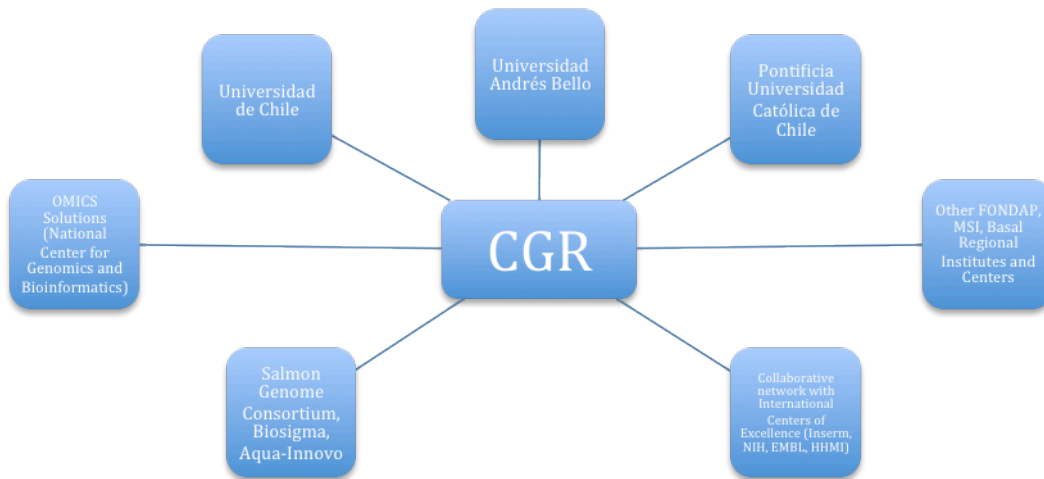 Universidad
Andrés Bello
Universidad
de Chile
Pontificia
Universidad
Católica de
Chile
OMICS
Solutions
(National
Center for
Genomics and
Bioinformatics)
CGR
Other FONDAP,
MSI, Basal
Regional
Institutes and
Centers
Salmon
Genome
Consortium,
Biosigma,
Aqua-Innovo
Collaborative
network with
International
Centers of
Excellence (Inserm,
NIH, EMBL, HHMI)